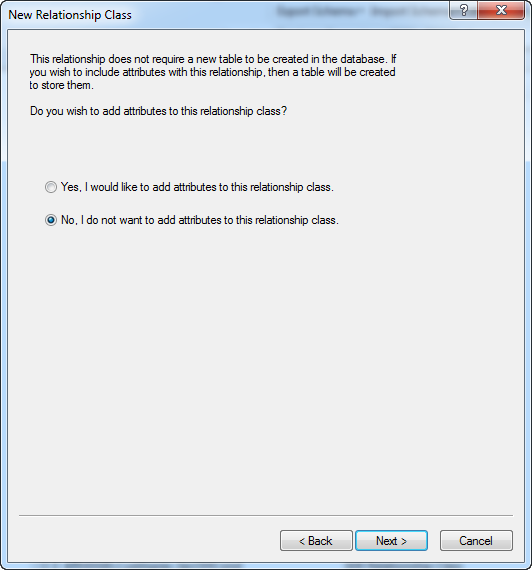 New Relationship Class
?
This relationship does not require a new table to be created in the database. If
you wish to include attributes with this relationship, then a table will be created
to store them.
Do you wish to add attributes to this relationship class?
Yes, I would like to add attributes to this relationship class.
No, I do not want to add attributes to this relationship class.
< Back Next > Cancel